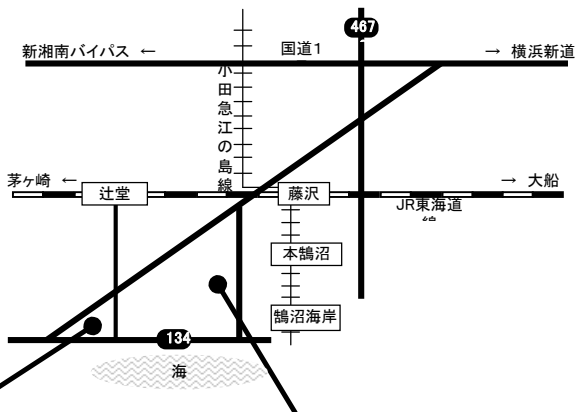 467
新湘南バイパス ←
国道1
→ 横浜新道
小田急江の島線
茅ヶ崎 ←
辻堂
藤沢
→ 大船
JR東海道
本鵠沼
鵠沼海岸
134
海